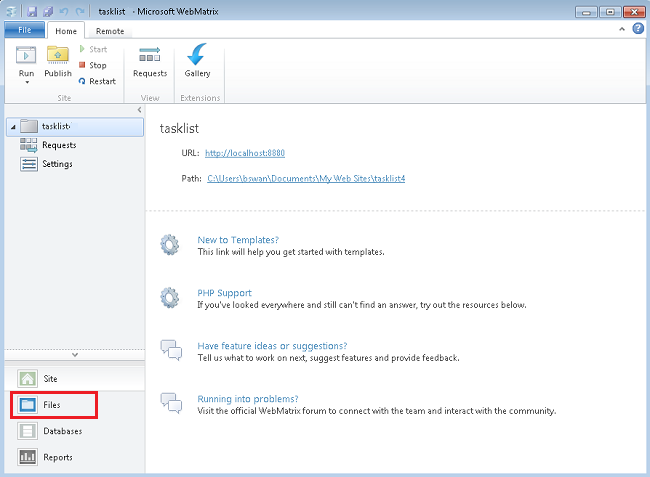 tasklist - Microsoft WebMatrix
File Home Remote
Run
Publish
Start
Stop
Restart
Requests
Gallery
Site View Extensions
tasklist
Requests
Settings
tasklist
URL: http://localhost:8880
Path: C:\Users\bswan\Documents\My Web Sites\tasklist4
New to Templates?
This link will help you get started with templates.
PHP Support
If you've looked everywhere and still can't find an answer, try out the resources below.
Have feature ideas or suggestions?
Tell us what to work on next, suggest features and provide feedback.
Running into problems?
Visit the official WebMatrix forum to connect with the team and interact with the community.
Site
Files
Databases
Reports